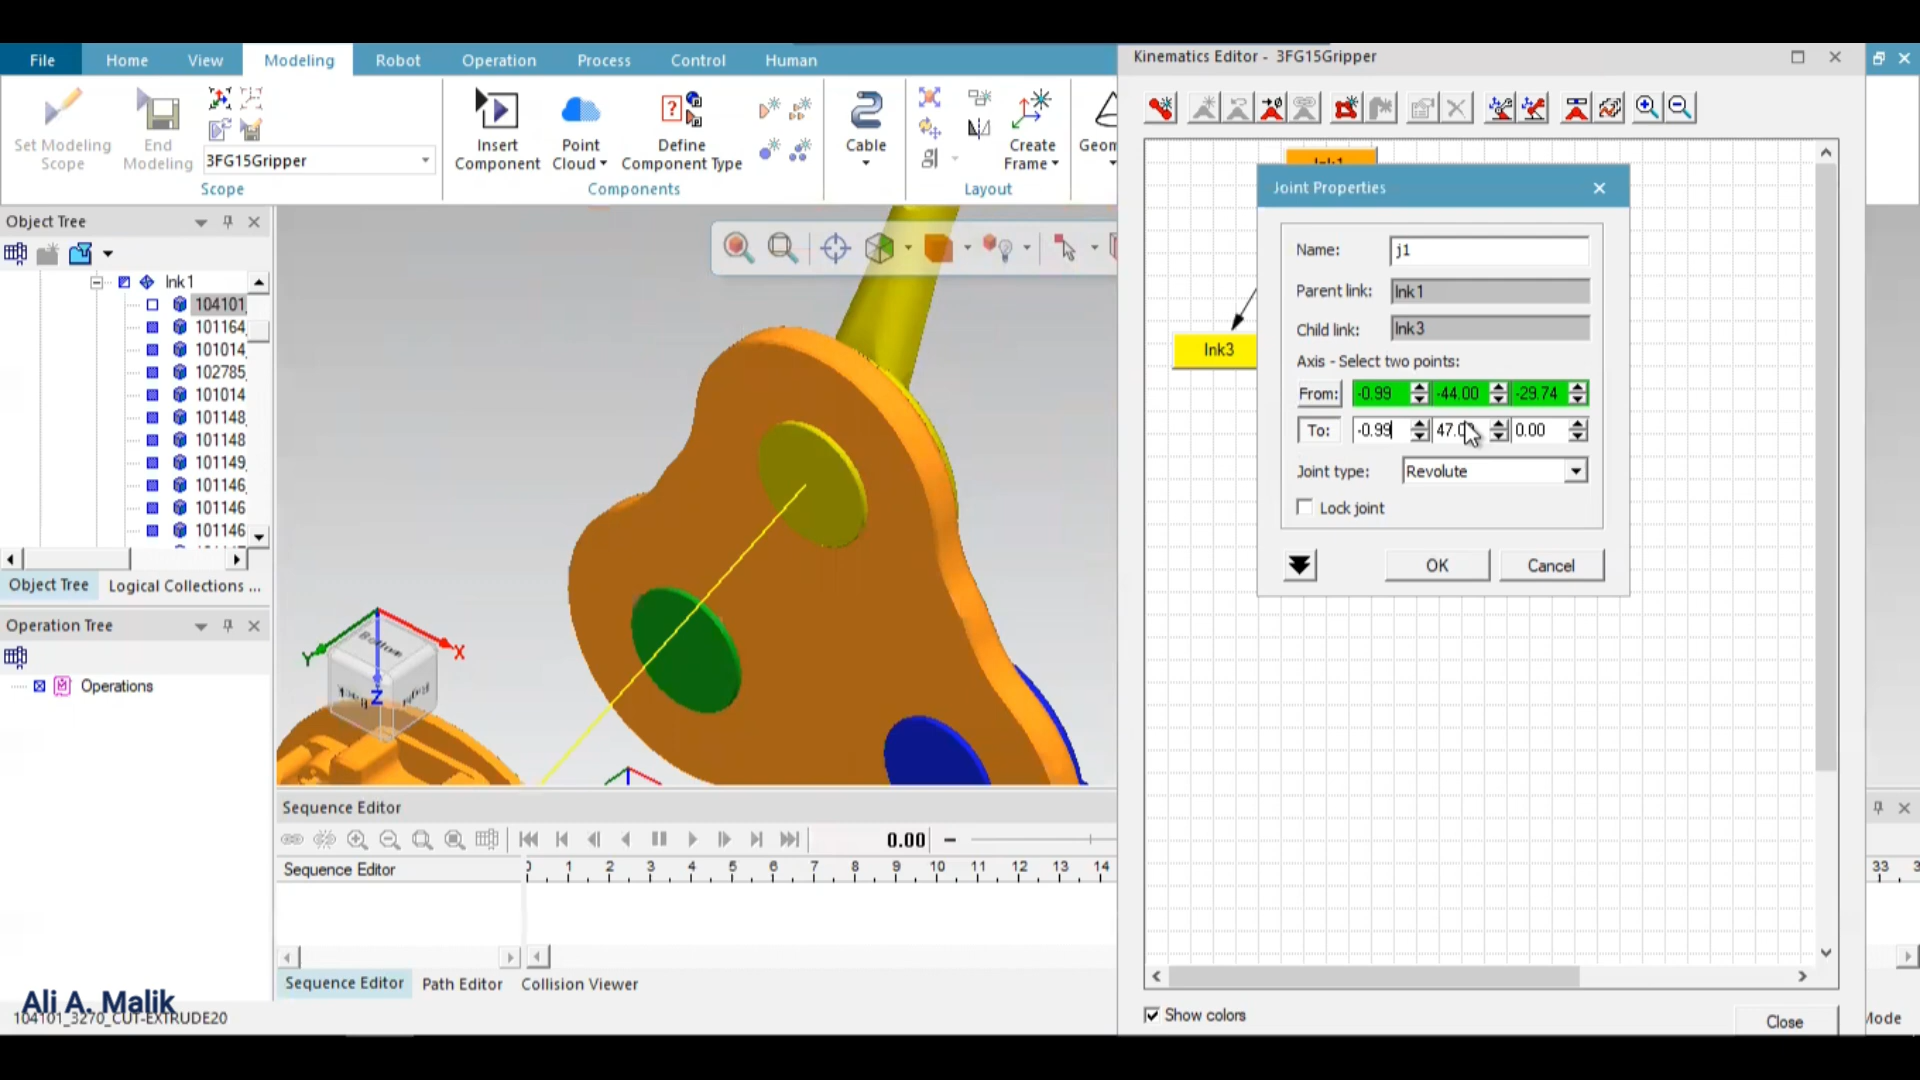 File Home View Modeling Robot Operation Process Control Human
Kinematics Editor - 3FG15Gripper
Set Modeling Scope
End Modeling
3FG15Gripper
Scope
Insert Component
Point Cloud
Define Component Type
Components
Cable
Create Frame
Layout
Geom
Object Tree
lnk1
104101
101164
101014
102785
101014
101148
101148
101149
101146
101146
101146
Object Tree Logical Collections ...
Operation Tree
Operations
Y X Z
Bottom
lnk1
lnk3
Joint Properties
Name: j1
Parent link: lnk1
Child link: lnk3
Axis - Select two points:
From: -0.99 -44.00 -29.74
To: -0.99 47.0 0.00
Joint type: Revolute
Lock joint
OK Cancel
Sequence Editor
0.00
Sequence Editor
0 1 2 3 4 5 6 7 8 9 10 11 12 13 14
33
Sequence Editor Path Editor Collision Viewer
Show colors
Close
Mode
Ali A. Malik
104101_3270_CUT-EXTRUDE20